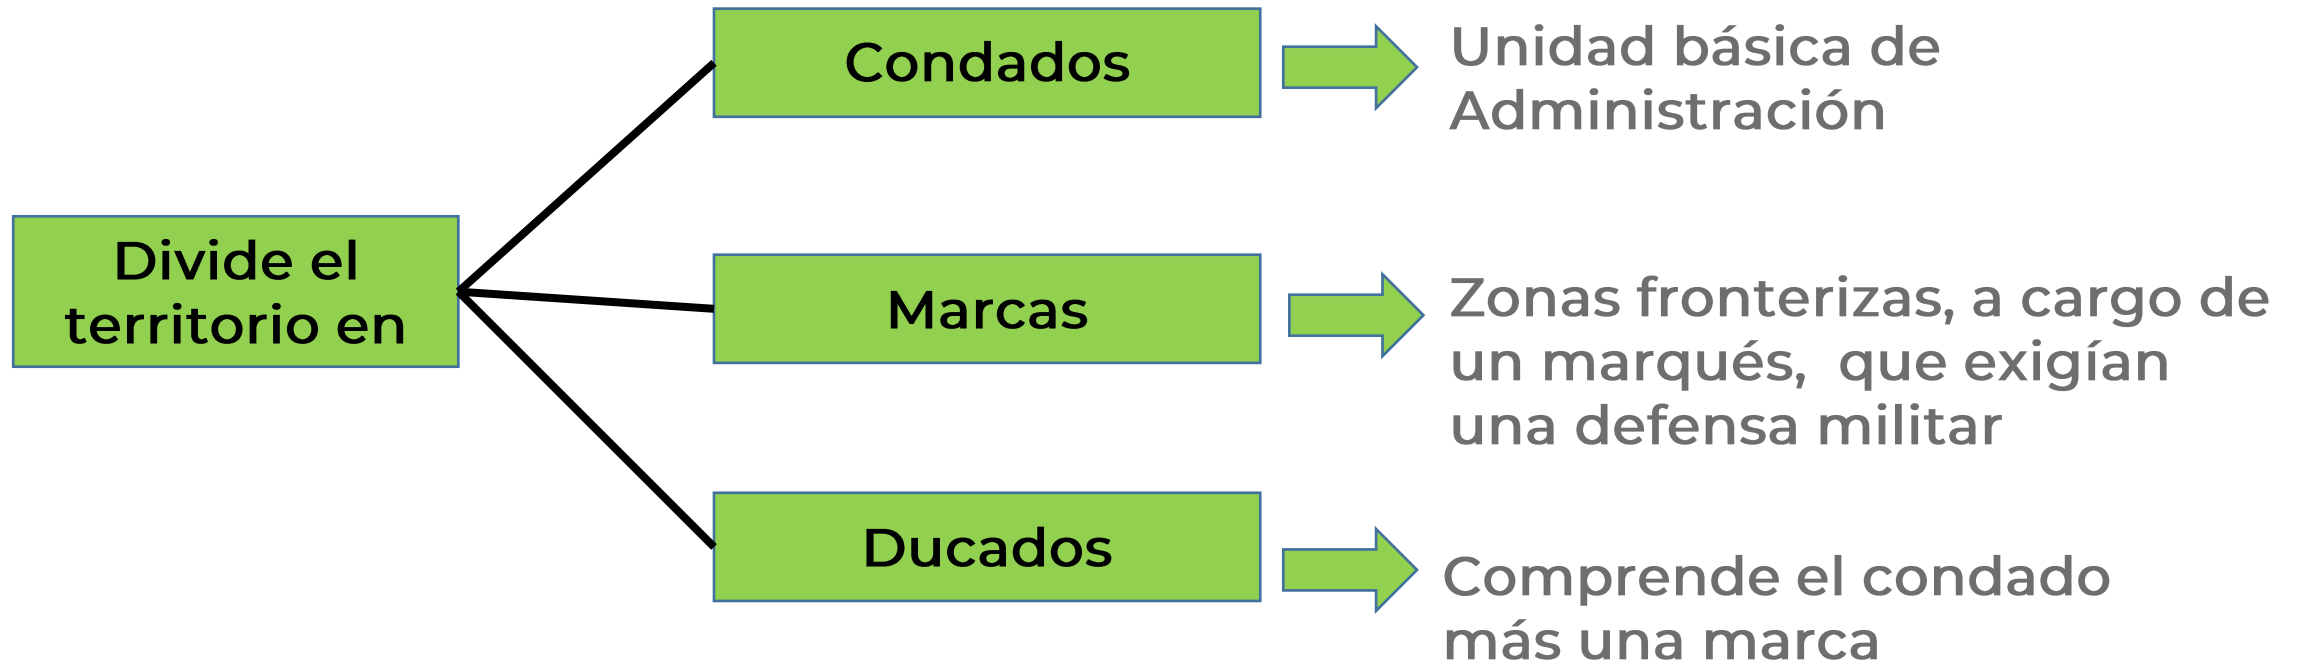 Divide el
territorio en
Condados
Unidad básica de
Administración
Marcas
Zonas fronterizas, a cargo de
un marqués,  que exigían
una defensa militar
Ducados
Comprende el condado
más una marca